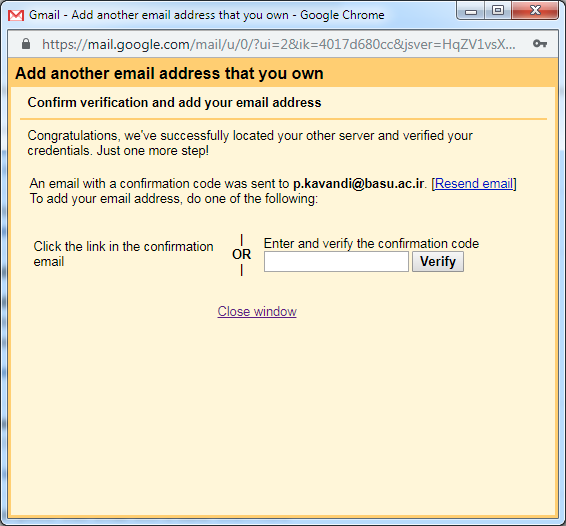 Gmail - Add another email address that you own - Google Chrome
https://mail.google.com/mail/u/0/?ui=2&ik=4017d680cc&jsver=HqZV1vsX...
Add another email address that you own
Confirm verification and add your email address
Congratulations, we've successfully located your other server and verified your
credentials. Just one more step!
An email with a confirmation code was sent to p.kavandi@basu.ac.ir. [Resend email]
To add your email address, do one of the following:
Click the link in the confirmation
email
|
OR
|
Enter and verify the confirmation code
Verify
Close window